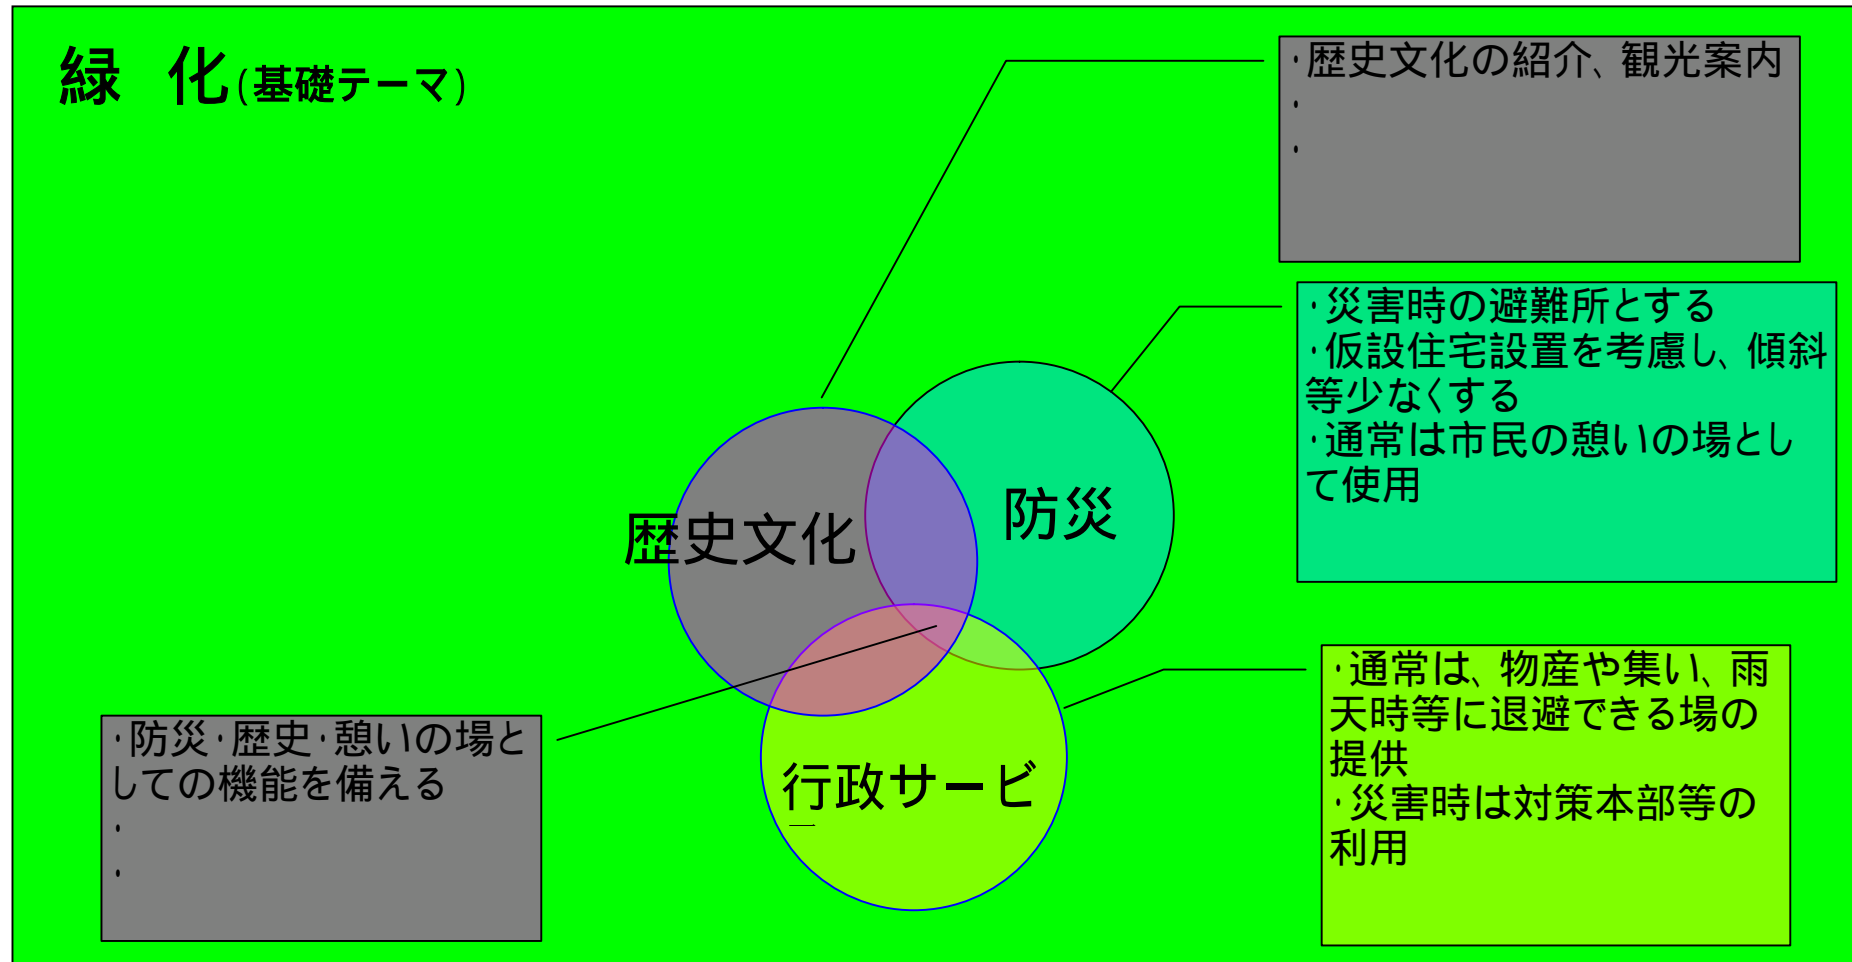 緑 化(基礎テーマ)
・歴史文化の紹介、観光案内
・
・
・災害時の避難所とする
・仮設住宅設置を考慮し、傾斜
等少なくする
・通常は市民の憩いの場とし
て使用
防災
歴史文化
・通常は、物産や集い、雨
天時等に退避できる場の
提供
・災害時は対策本部等の
利用
行政サービ
・防災・歴史・憩いの場と
しての機能を備える
・
・